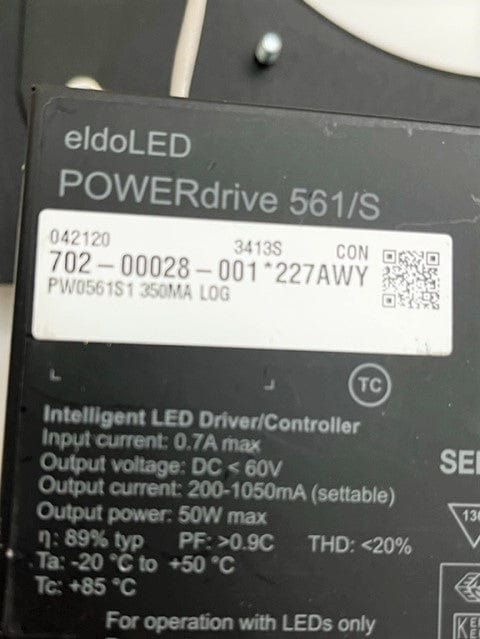 eldoLED
POWERdrive 561/S
042120 3413S CON
702-00028-001*227AWY
PW0561S1 350MA LOG
TC
Intelligent LED Driver/Controller
Input current: 0.7A max
Output voltage: DC < 60V
Output current: 200-1050mA (settable)
Output power: 50W max
η: 89% typ PF: >0.9C THD: <20%
Ta: -20 °C to +50 °C
Tc: +85 °C
For operation with LEDs only